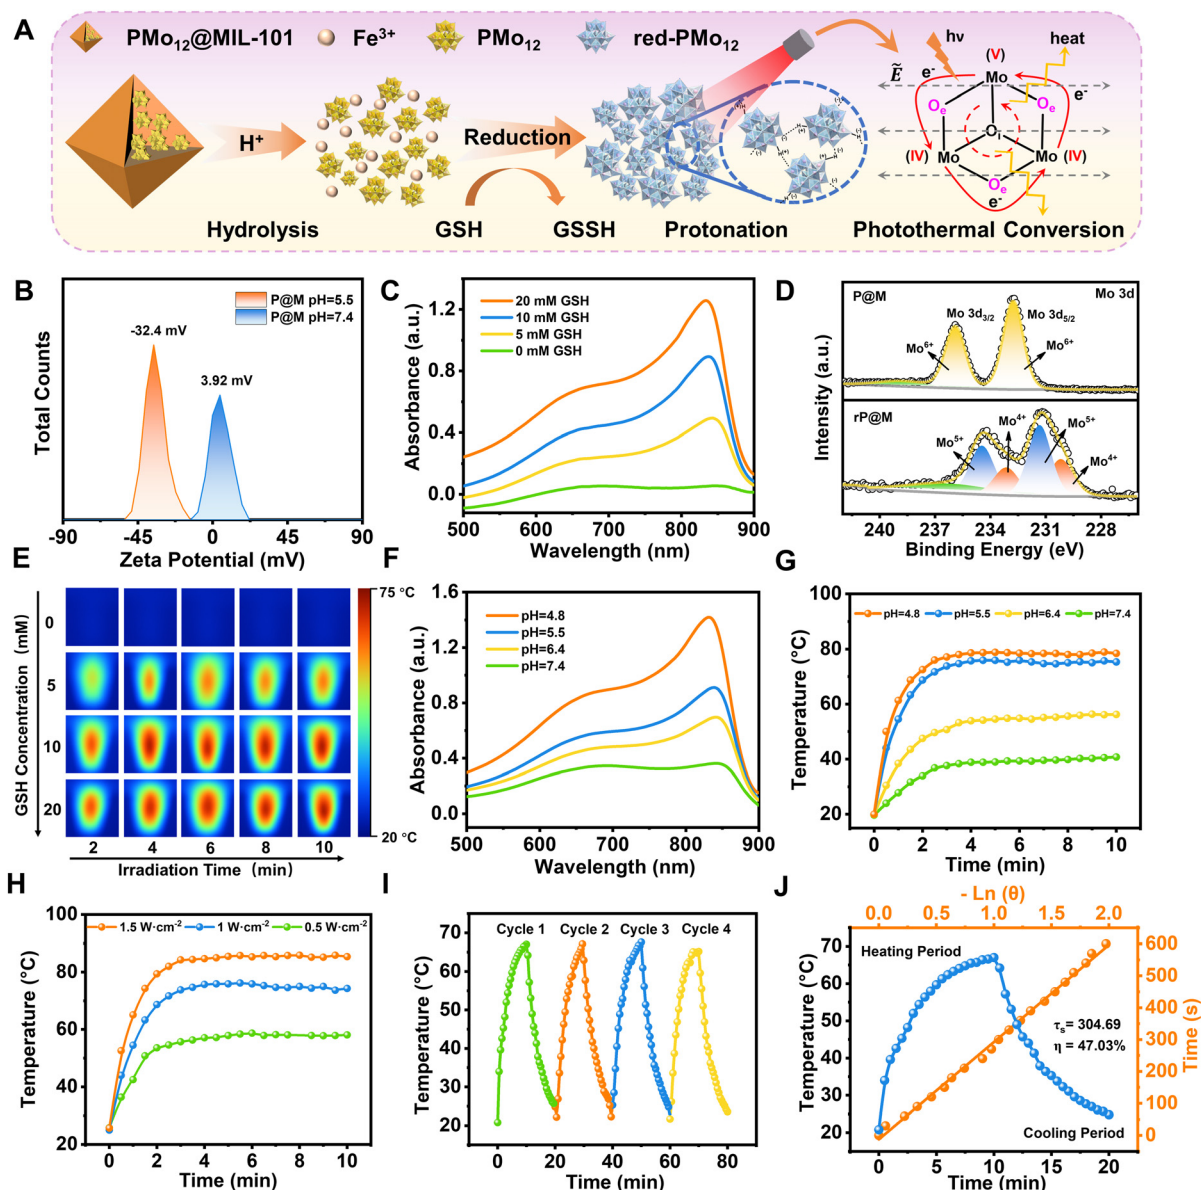 A
PMo12@MIL-101
Fe3+
PMo12
red-PMo12
hν
heat
H+
Reduction
Ẽ
e-
(V)
Mo
e-
Oe
Oe
Oi
(IV)
Mo
Mo
(IV)
Oe
e-
Hydrolysis
GSH
GSSH
Protonation
Photothermal Conversion
B
P@M pH=5.5
P@M pH=7.4
-32.4 mV
3.92 mV
Total Counts
-90 -45 0 45 90
Zeta Potential (mV)
C
20 mM GSH
10 mM GSH
5 mM GSH
0 mM GSH
Absorbance (a.u.)
1.2
0.8
0.4
0.0
500 600 700 800 900
Wavelength (nm)
D
P@M
Mo 3d
Mo 3d3/2
Mo 3d5/2
Mo6+
Mo6+
rP@M
Mo5+
Mo4+
Mo5+
Mo4+
Intensity (a.u.)
240 237 234 231 228
Binding Energy (eV)
E
GSH Concentration (mM)
0
5
10
20
75 °C
20 °C
2 4 6 8 10
Irradiation Time (min)
F
pH=4.8
pH=5.5
pH=6.4
pH=7.4
Absorbance (a.u.)
1.6
1.2
0.8
0.4
0.0
500 600 700 800 900
Wavelength (nm)
G
pH=4.8 pH=5.5 pH=6.4 pH=7.4
Temperature (°C)
100
80
60
40
20
0 2 4 6 8 10
Time (min)
H
1.5 W·cm-2 1 W·cm-2 0.5 W·cm-2
Temperature (°C)
100
80
60
40
20
0 2 4 6 8 10
Time (min)
I
Cycle 1 Cycle 2 Cycle 3 Cycle 4
Temperature (°C)
70
60
50
40
30
20
0 20 40 60 80
Time (min)
J
- Ln (θ)
0.0 0.5 1.0 1.5 2.0
Heating Period
τs= 304.69
η = 47.03%
Cooling Period
Temperature (°C)
70
60
50
40
30
20
Time (s)
600
500
400
300
200
100
0
0 5 10 15 20
Time (min)